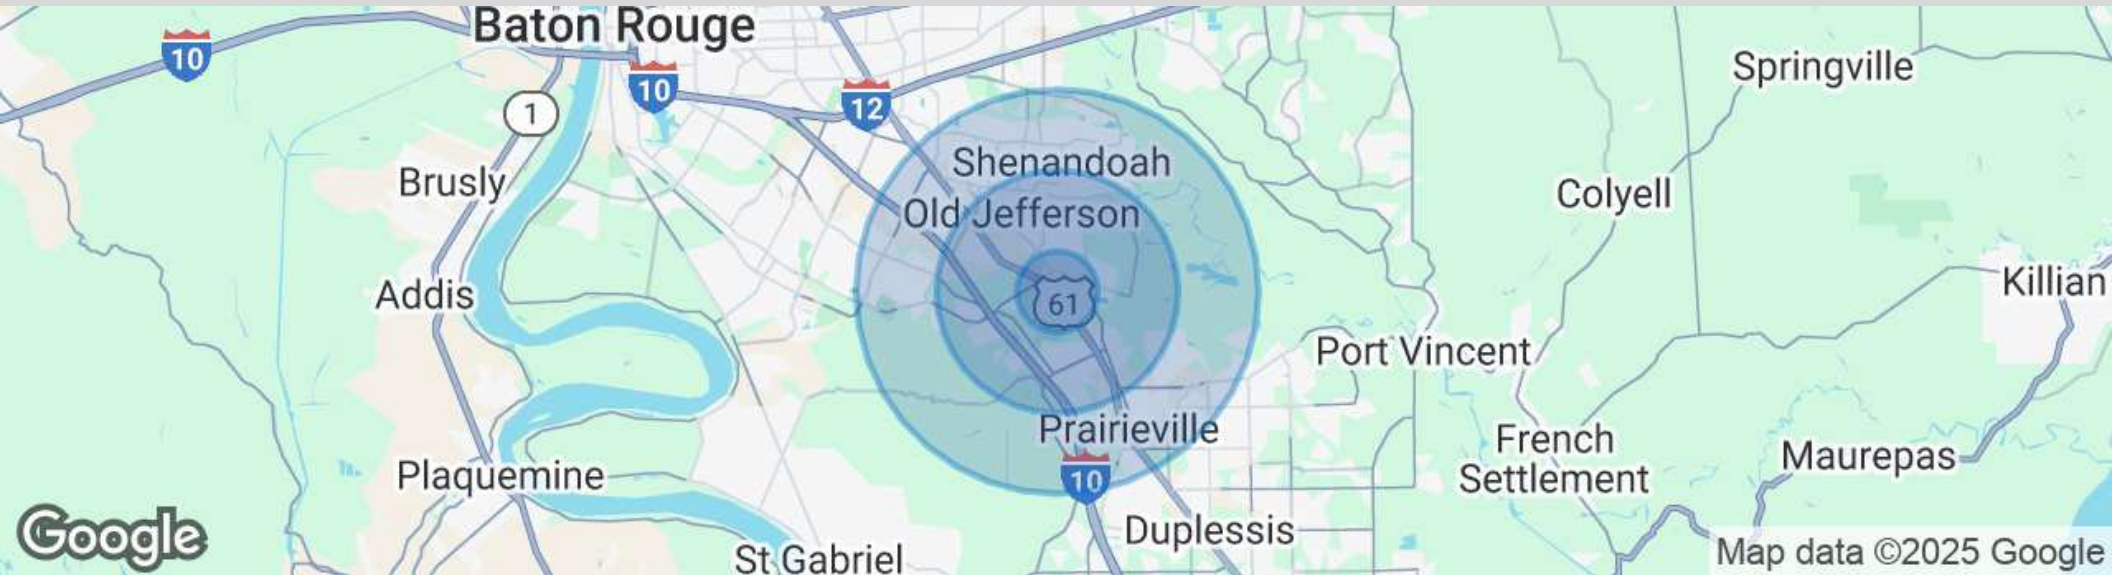 Baton Rouge
10
10
12
1
Springville
Shenandoah
Brusly
Colyell
Old Jefferson
Addis
61
Killian
Port Vincent
Prairieville
French
Settlement
Maurepas
Plaquemine
10
Google
Duplessis
St Gabriel
Map data ©2025 Google